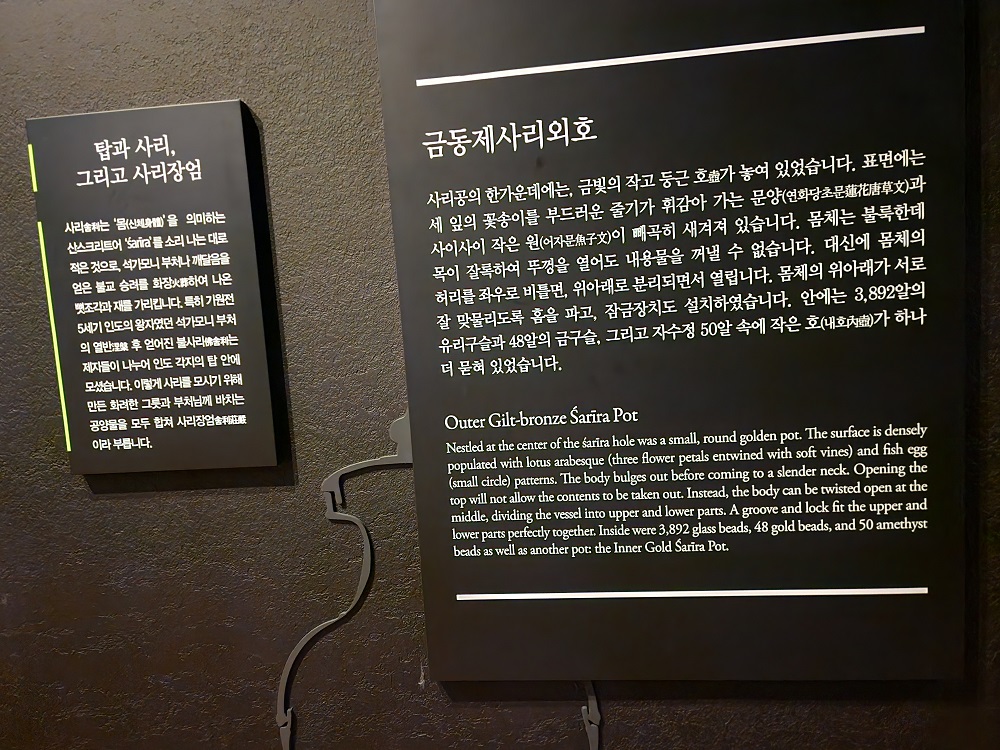 탑과 사리,
그리고 사리장엄
사리舍利는 '몸(신체身體)'을 의미하는
산스크리트어 'śarīra'를 소리 나는 대로
적은 것으로, 석가모니 부처나 깨달음을
얻은 불교 승려를 화장火葬하여 나온
뼛조각과 재를 가리킵니다. 특히 기원전
5세기 인도의 왕자였던 석가모니 부처
의 열반涅槃 후 얻어진 불사리佛舍利는
제자들이 나누어 인도 각지의 탑 안에
모셨습니다. 이렇게 사리를 모시기 위해
만든 화려한 그릇과 부처님께 바치는
공양물을 모두 합쳐 사리장엄舍利莊嚴
이라 부릅니다.
금동제사리외호
사리공의 한가운데에는, 금빛의 작고 둥근 호壺가 놓여 있었습니다. 표면에는
세 잎의 꽃송이를 부드러운 줄기가 휘감아 가는 문양(연화당초문蓮花唐草文)과
사이사이 작은 원(어자문魚子文)이 빼곡히 새겨져 있습니다. 몸체는 불룩한데
목이 잘록하여 뚜껑을 열어도 내용물을 꺼낼 수 없습니다. 대신에 몸체의
허리를 좌우로 비틀면, 위아래로 분리되면서 열립니다. 몸체의 위아래가 서로
잘 맞물리도록 홈을 파고, 잠금장치도 설치하였습니다. 안에는 3,892알의
유리구슬과 48알의 금구슬, 그리고 자수정 50알 속에 작은 호(내호內壺)가 하나
더 묻혀 있었습니다.
Outer Gilt-bronze Śarīra Pot
Nestled at the center of the śarīra hole was a small, round golden pot. The surface is densely
populated with lotus arabesque (three flower petals entwined with soft vines) and fish egg
(small circle) patterns. The body bulges out before coming to a slender neck. Opening the
top will not allow the contents to be taken out. Instead, the body can be twisted open at the
middle, dividing the vessel into upper and lower parts. A groove and lock fit the upper and
lower parts perfectly together. Inside were 3,892 glass beads, 48 gold beads, and 50 amethyst
beads as well as another pot: the Inner Gold Śarīra Pot.